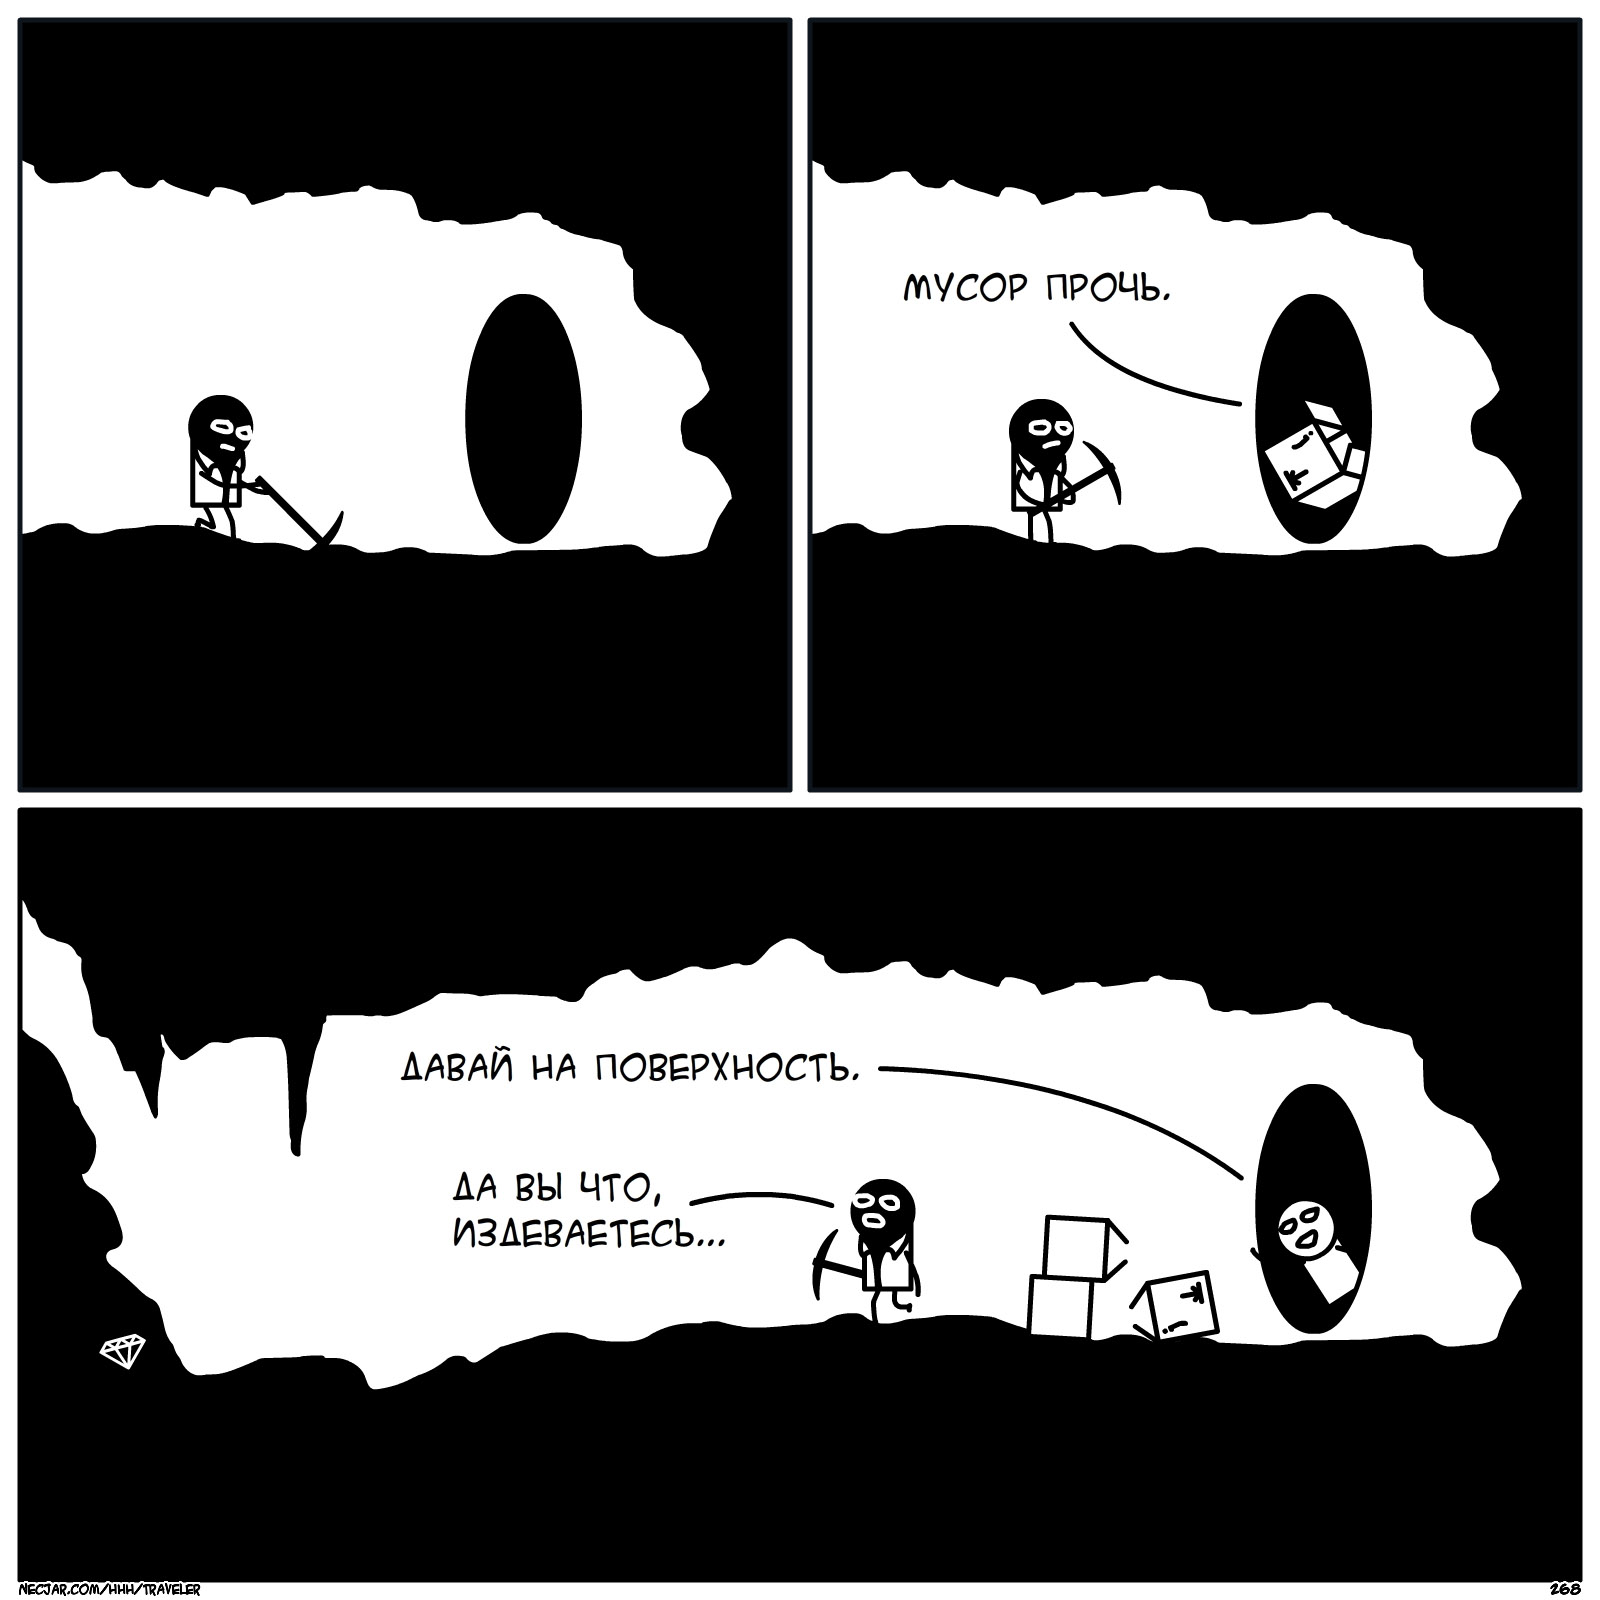 МУСОР ПРОЧЬ.
ДАВАЙ НА ПОВЕРХНОСТЬ.
ДА ВЫ ЧТО,
ИЗДЕВАЕТЕСЬ...
NECJAR.COM/HHH/TRAVELER
268